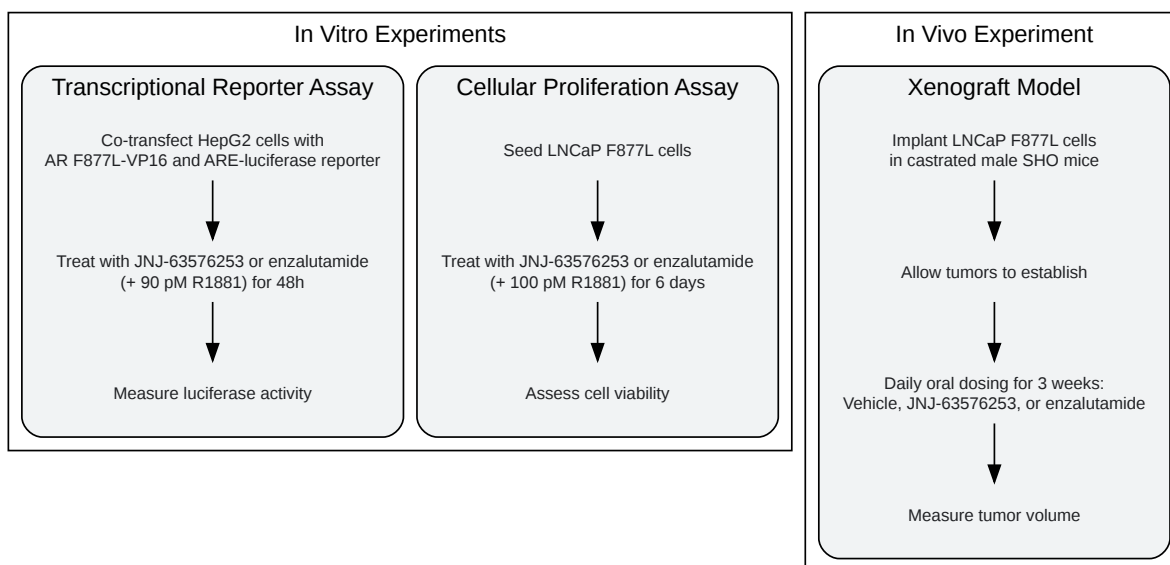 In Vitro Experiments
Transcriptional Reporter Assay
Co-transfect HepG2 cells with
AR F877L-VP16 and ARE-luciferase reporter
Treat with JNJ-63576253 or enzalutamide
(+ 90 pM R1881) for 48h
Measure luciferase activity
Cellular Proliferation Assay
Seed LNCaP F877L cells
Treat with JNJ-63576253 or enzalutamide
(+ 100 pM R1881) for 6 days
Assess cell viability
In Vivo Experiment
Xenograft Model
Implant LNCaP F877L cells
in castrated male SHO mice
Allow tumors to establish
Daily oral dosing for 3 weeks:
Vehicle, JNJ-63576253, or enzalutamide
Measure tumor volume